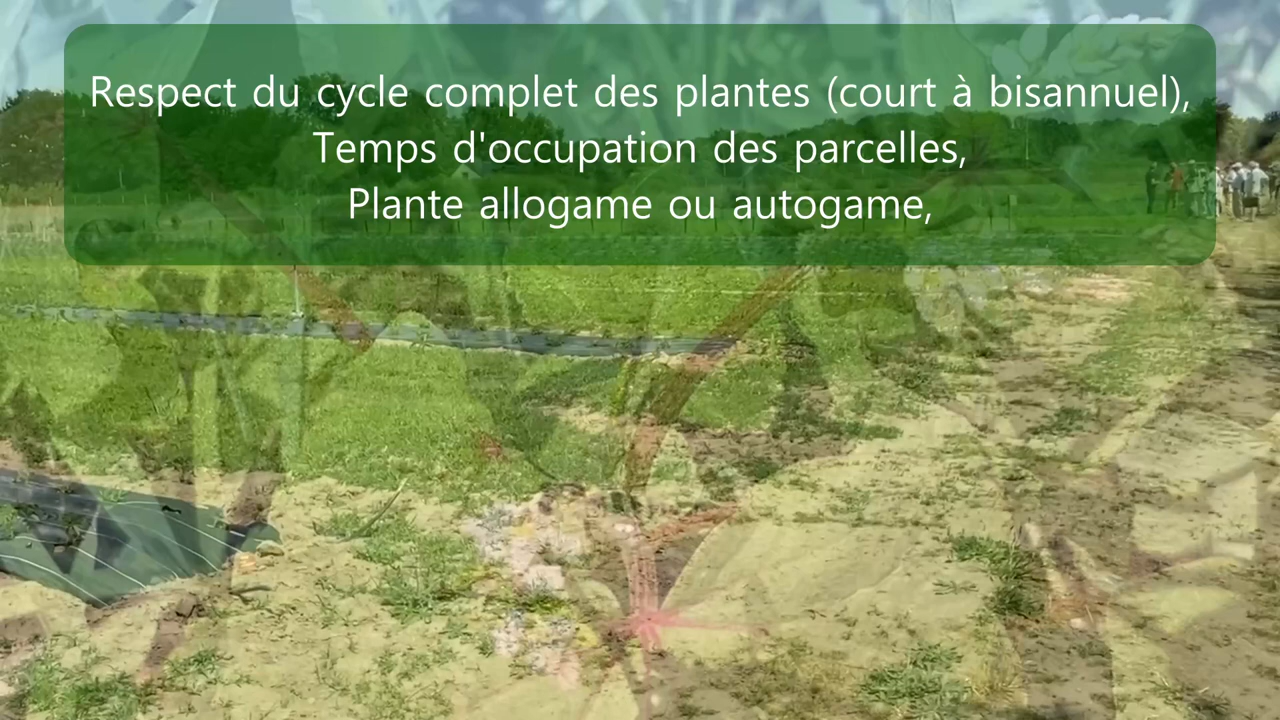 Respect du cycle complet des plantes (court à bisannuel),
Temps d'occupation des parcelles,
Plante allogame ou autogame,